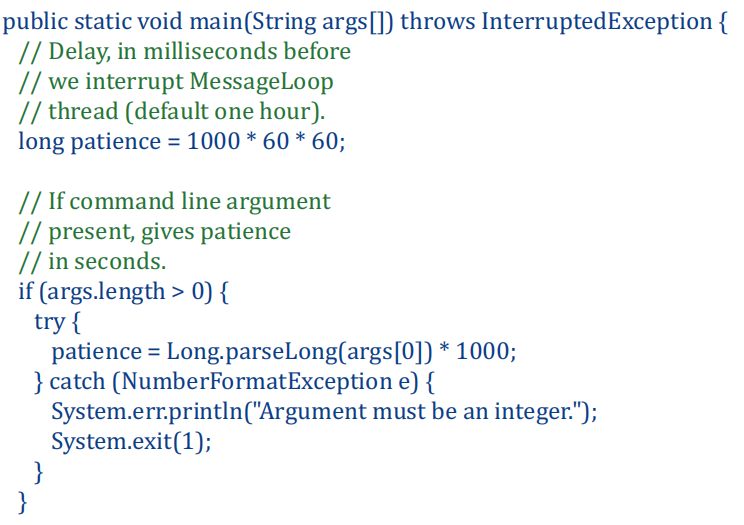 public static void main(String args[]) throws InterruptedException {
// Delay, in milliseconds before
// we interrupt MessageLoop
// thread (default one hour).
long patience = 1000 * 60 * 60;
// If command line argument
// present, gives patience
// in seconds.
if (args.length > 0) {
try {
patience = Long.parseLong(args[0]) * 1000;
} catch (NumberFormatException e) {
System.err.println("Argument must be an integer.");
System.exit(1);
}
}